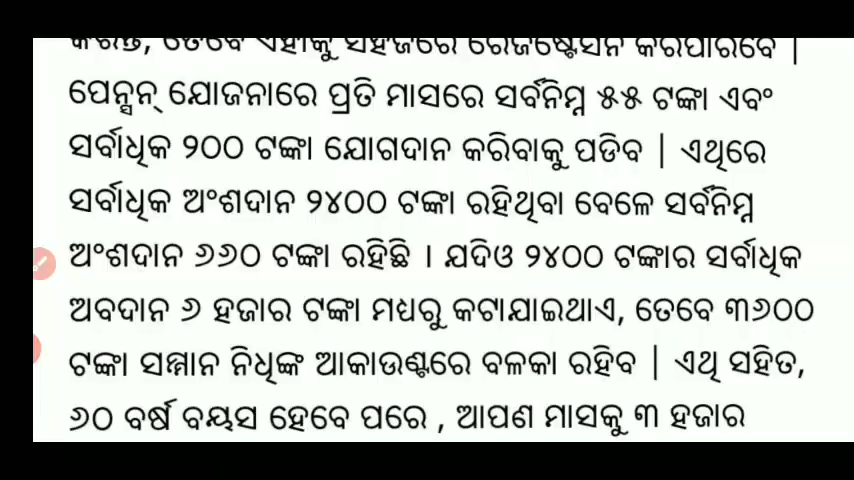 ପେନ୍ସନ୍ ଯୋଜନାରେ ପ୍ରତି ମାସରେ ସର୍ବନିମ୍ନ ୫୫ ଟଙ୍କା ଏବଂ
ସର୍ବାଧିକ ୨୦୦ ଟଙ୍କା ଯୋଗଦାନ କରିବାକୁ ପଡିବ | ଏଥିରେ
ସର୍ବାଧିକ ଅଂଶଦାନ ୨୪୦୦ ଟଙ୍କା ରହିଥିବା ବେଳେ ସର୍ବନିମ୍ନ
ଅଂଶଦାନ ୬୬୦ ଟଙ୍କା ରହିଛି । ଯଦିଓ ୨୪୦୦ ଟଙ୍କାର ସର୍ବାଧିକ
ଅବଦାନ ୬ ହଜାର ଟଙ୍କା ମଧ୍ଯରୁ କଟାଯାଇଥାଏ, ତେବେ ୩୬୦୦
ଟଙ୍କା ସମ୍ମାନ ନିଧିଙ୍କ ଆକାଉଣ୍ଟରେ ବଳକା ରହିବ | ଏଥି ସହିତ,
୬୦ ବର୍ଷ ବୟସ ହେବେ ପରେ , ଆପଣ ମାସକୁ ୩ ହଜାର